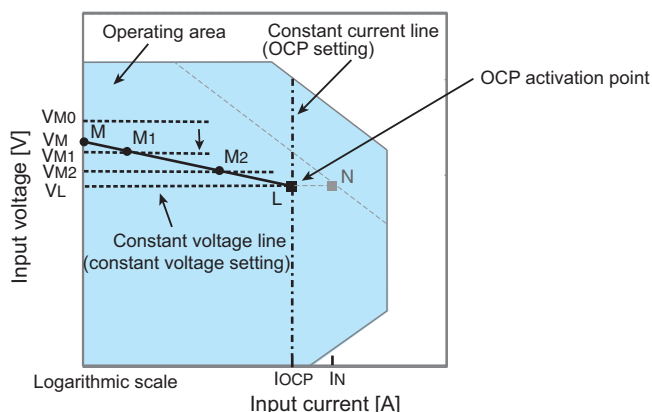 Operating area
Constant current line
(OCP setting)
OCP activation point
VM0
VM
M
M1
VM1
M2
VM2
VL
L
N
Constant voltage line
(constant voltage setting)
Input voltage [V]
Logarithmic scale
IOCP
IN
Input current [A]